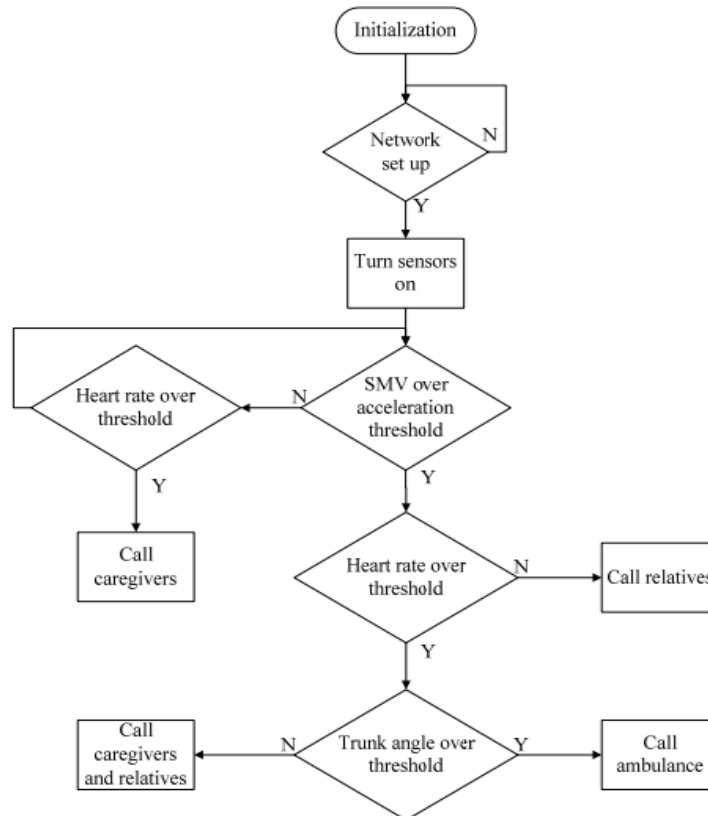 Initialization
Network
set up
N
Y
Turn sensors
on
SMV over
acceleration
threshold
N
Heart rate over
threshold
Y
Y
Call
caregivers
Heart rate over
threshold
N
Call relatives
Y
Call
caregivers
and relatives
N
Trunk angle over
threshold
Y
Call
ambulance